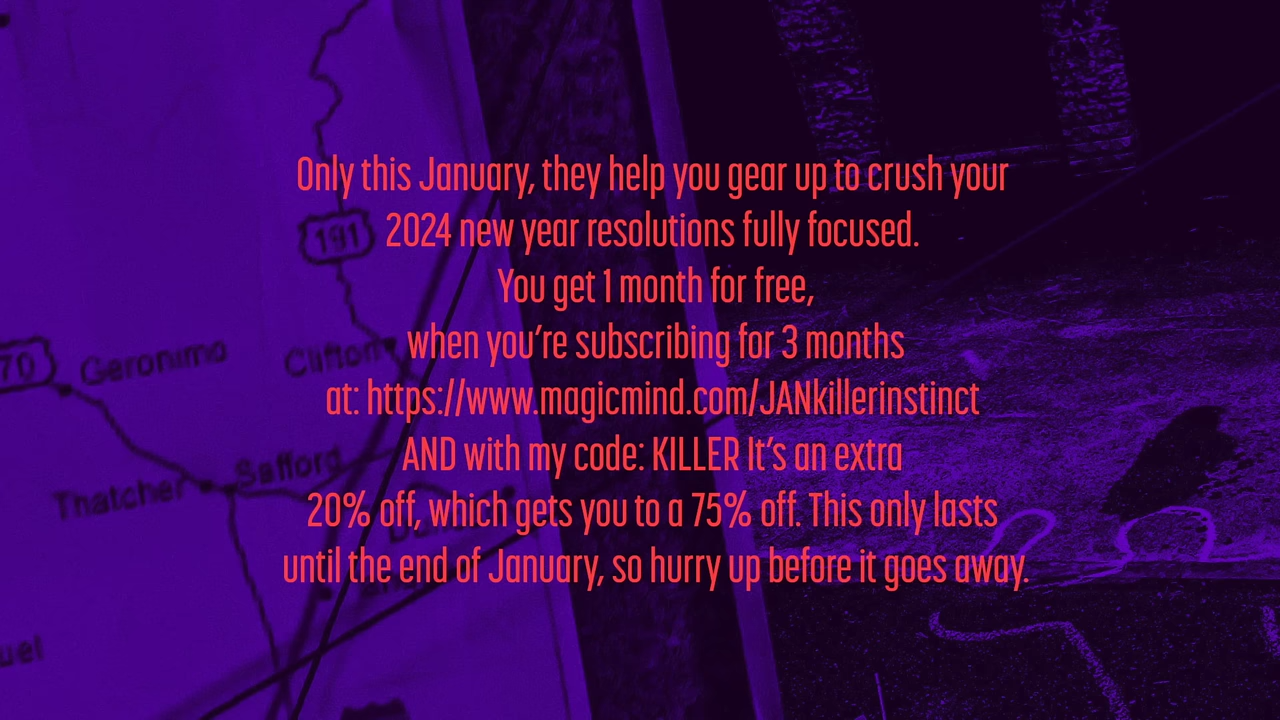 Only this January, they help you gear up to crush your
2024 new year resolutions fully focused.
You get 1 month for free,
when you’re subscribing for 3 months
at: https://www.magicmind.com/JANkillerinstinct
AND with my code: KILLER It’s an extra
20% off, which gets you to a 75% off. This only lasts
until the end of January, so hurry up before it goes away.
191
70
Geronimo
Clifton
Safford
Thatcher
uel